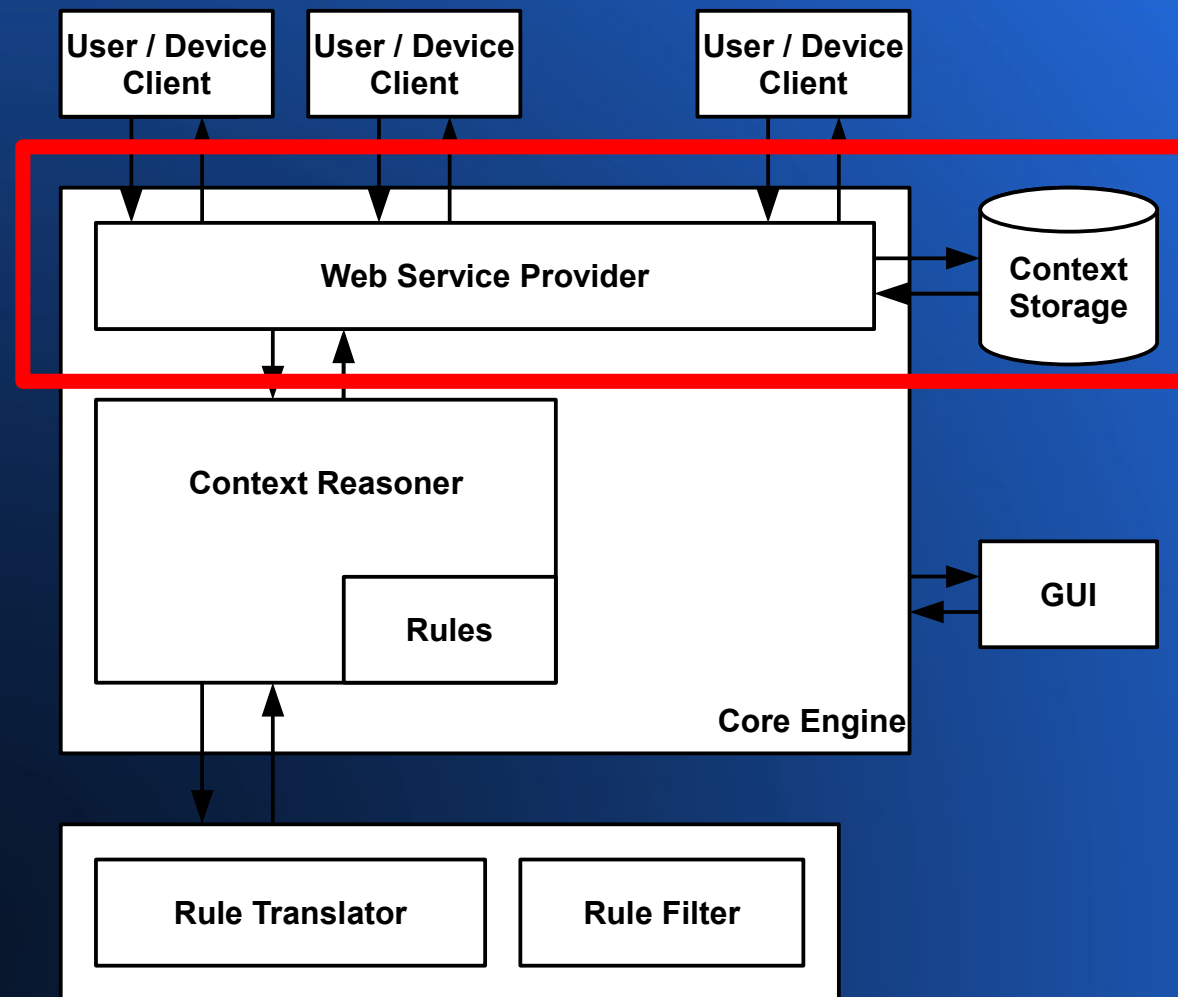 User / Device
Client
User / Device
Client
User / Device
Client
Web Service Provider
Context
Storage
Context Reasoner
Rules
GUI
Core Engine
Rule Translator
Rule Filter